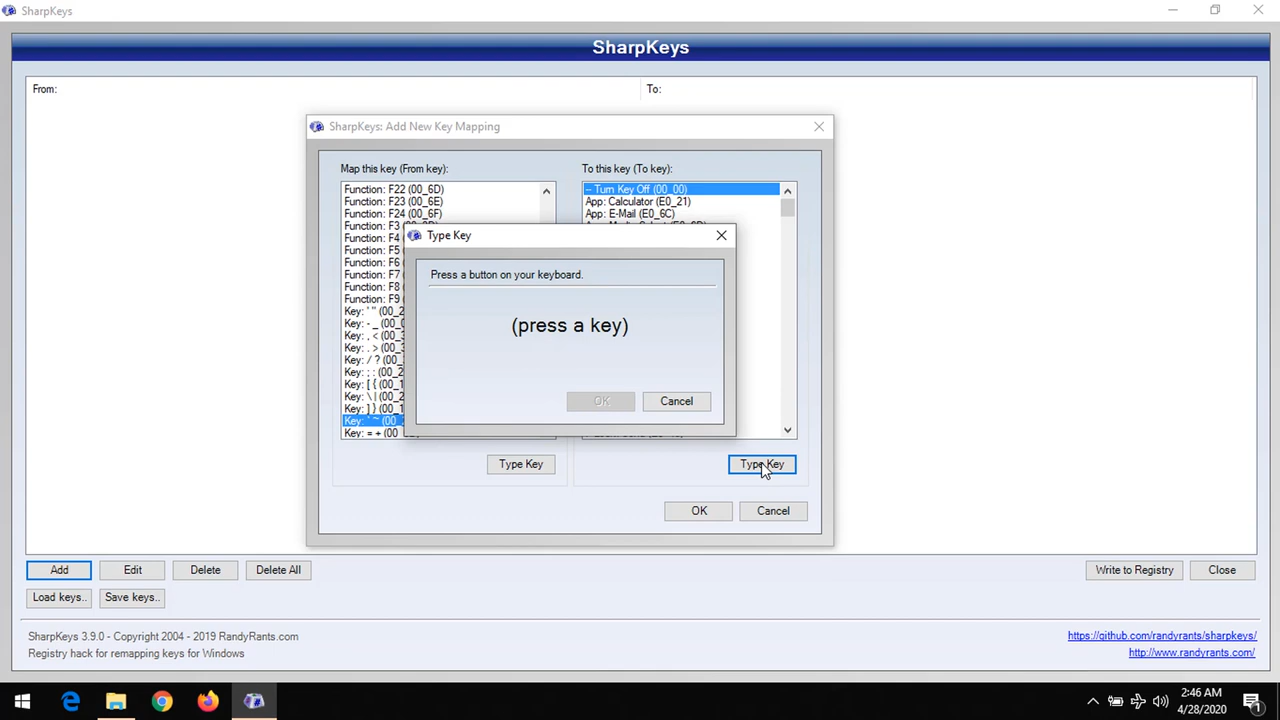 SharpKeys
SharpKeys
From:
To:
SharpKeys: Add New Key Mapping
Map this key (From key):
To this key (To key):
Function: F22 (00_6D)
Function: F23 (00_6E)
Function: F24 (00_6F)
Function: F3
Function: F4
Function: F5
Function: F6
Function: F7
Function: F8
Function: F9
Key: ' " (00_2
Key: - _ (00_0
Key: , < (00_3
Key: . > (00_3
Key: / ? (00_3
Key: ; : (00_2
Key: [ { (00_1
Key: \ | (00_2
Key: ] } (00_1
Key: ` ~ (00_
Key: = + (00_
-- Turn Key Off (00_00)
App: Calculator (E0_21)
App: E-Mail (E0_6C)
Type Key
Press a button on your keyboard.
(press a key)
OK
Cancel
Type Key
Type Key
OK
Cancel
Add
Edit
Delete
Delete All
Write to Registry
Close
Load keys..
Save keys..
SharpKeys 3.9.0 - Copyright 2004 - 2019 RandyRants.com
Registry hack for remapping keys for Windows
https://github.com/randyrants/sharpkeys/
http://www.randyrants.com/
2:46 AM
4/28/2020
1